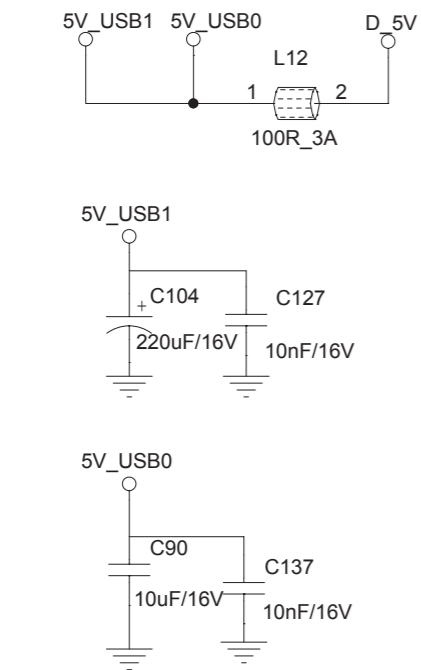 5V_USB1 5V_USB0 D_5V
L12
1 2
100R_3A
5V_USB1
+ C104 C127
220uF/16V 10nF/16V
5V_USB0
C90
C137
10uF/16V
10nF/16V